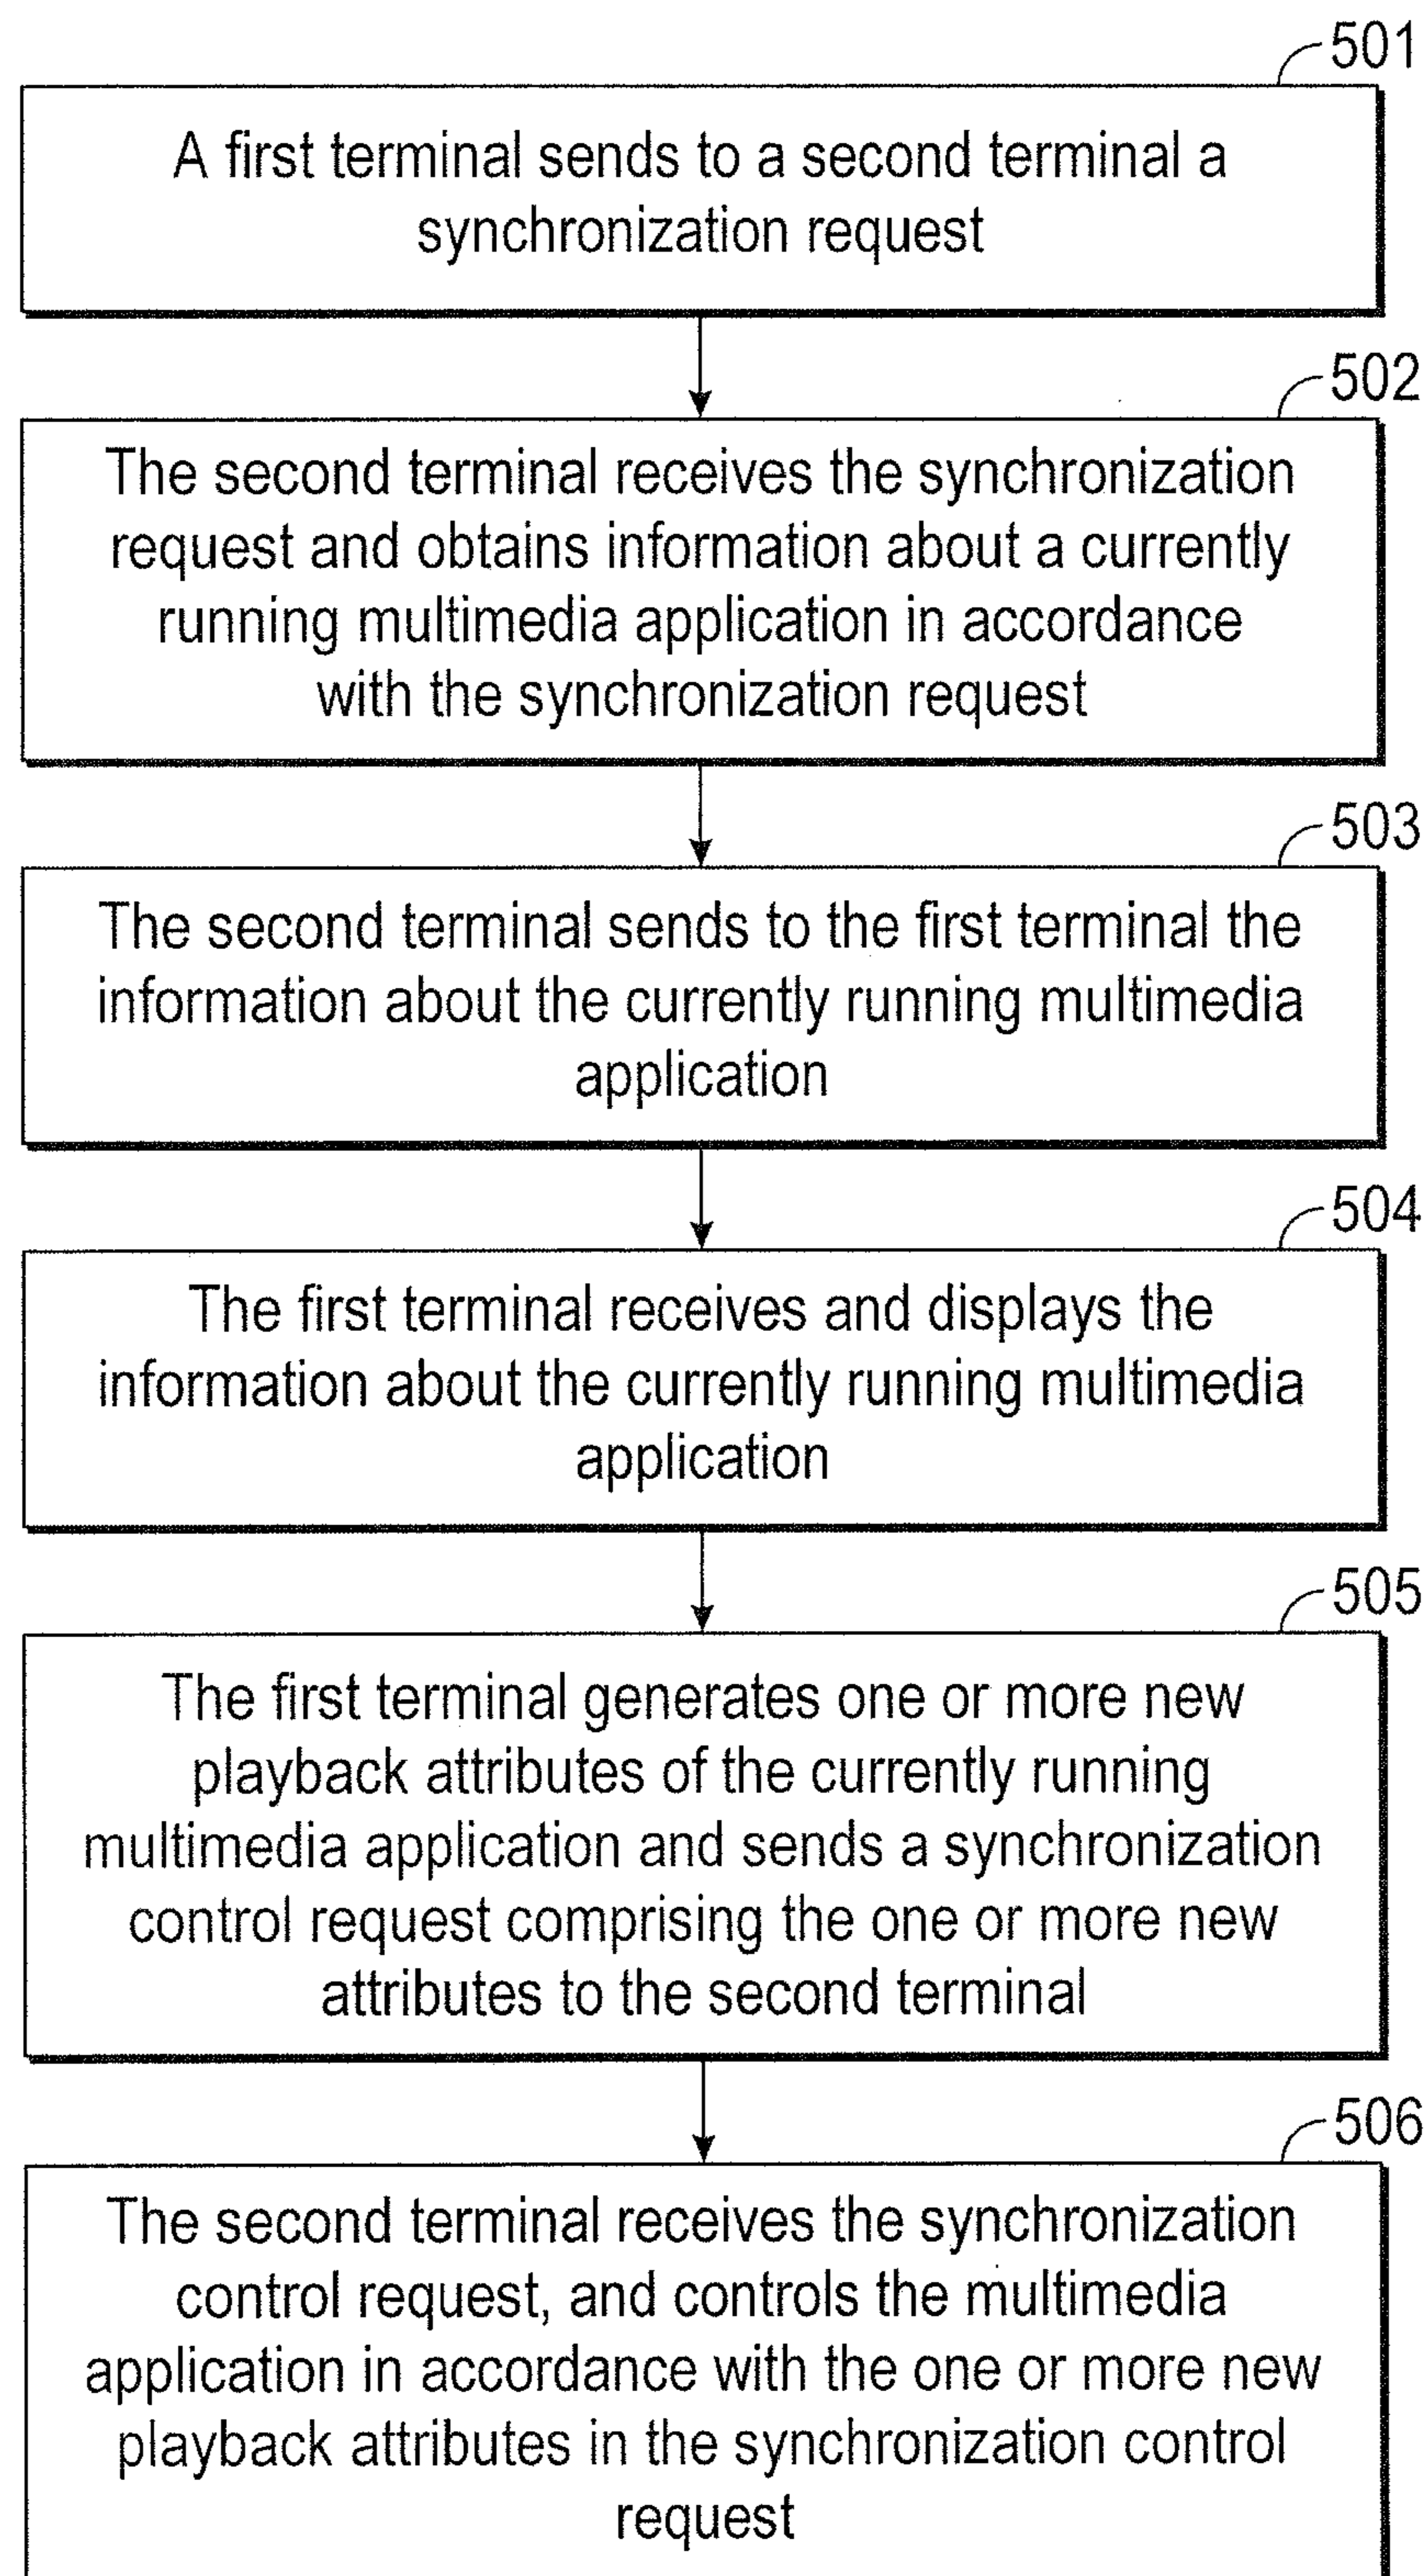 501
A first terminal sends to a second terminal a
synchronization request
502
The second terminal receives the synchronization
request and obtains information about a currently
running multimedia application in accordance
with the synchronization request
503
The second terminal sends to the first terminal the
information about the currently running multimedia
application
504
The first terminal receives and displays the
information about the currently running multimedia
application
505
The first terminal generates one or more new
playback attributes of the currently running
multimedia application and sends a synchronization
control request comprising the one or more new
attributes to the second terminal
506
The second terminal receives the synchronization
control request, and controls the multimedia
application in accordance with the one or more new
playback attributes in the synchronization control
request